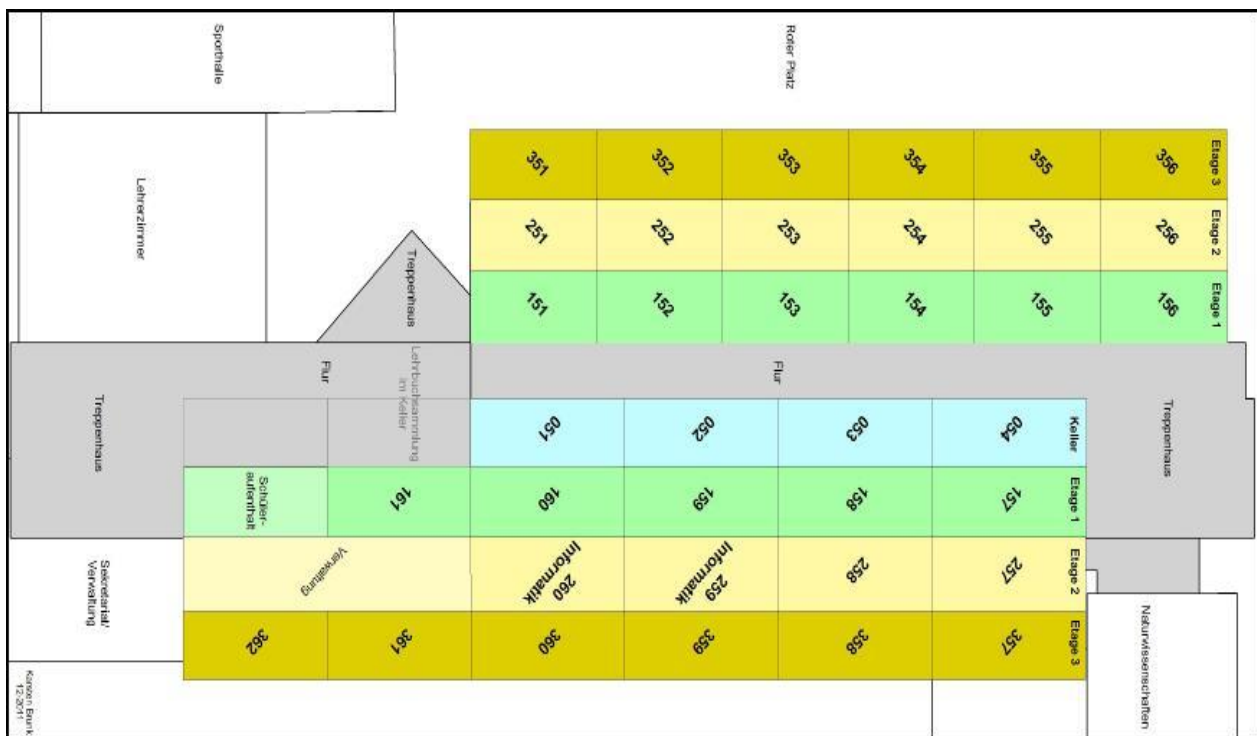 Sporthalle
Roter Platz
Lehrerzimmer
351
352
353
354
355
356
Etage 3
251
252
253
254
255
256
Etage 2
Treppenhaus
151
152
153
154
155
156
Etage 1
Treppenhaus
Flur
Lehrbuchsammlung
im Keller
Flur
Treppenhaus
051
052
053
054
Keller
Schüler-
aufenthalt
161
160
159
158
157
Etage 1
Sekretariat/
Verwaltung
Verwaltung
260
Informatik
259
Informatik
258
257
Etage 2
362
361
360
359
358
357
Etage 3
Naturwissenschaften
Karsten Brunk
12-2011